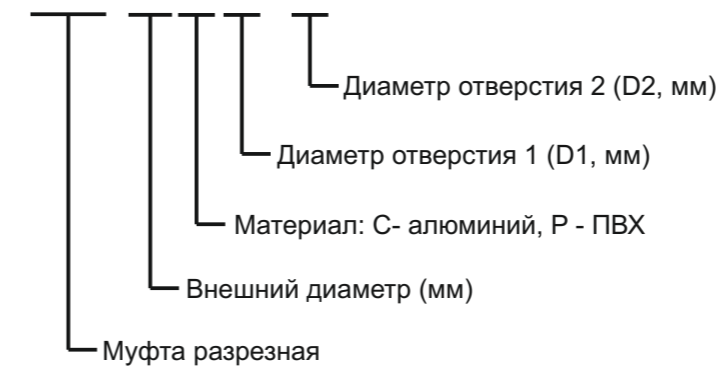 Диаметр отверстия 2 (D2, мм)
Диаметр отверстия 1 (D1, мм)
Материал: С- алюминий, Р - ПВХ
Внешний диаметр (мм)
Муфта разрезная